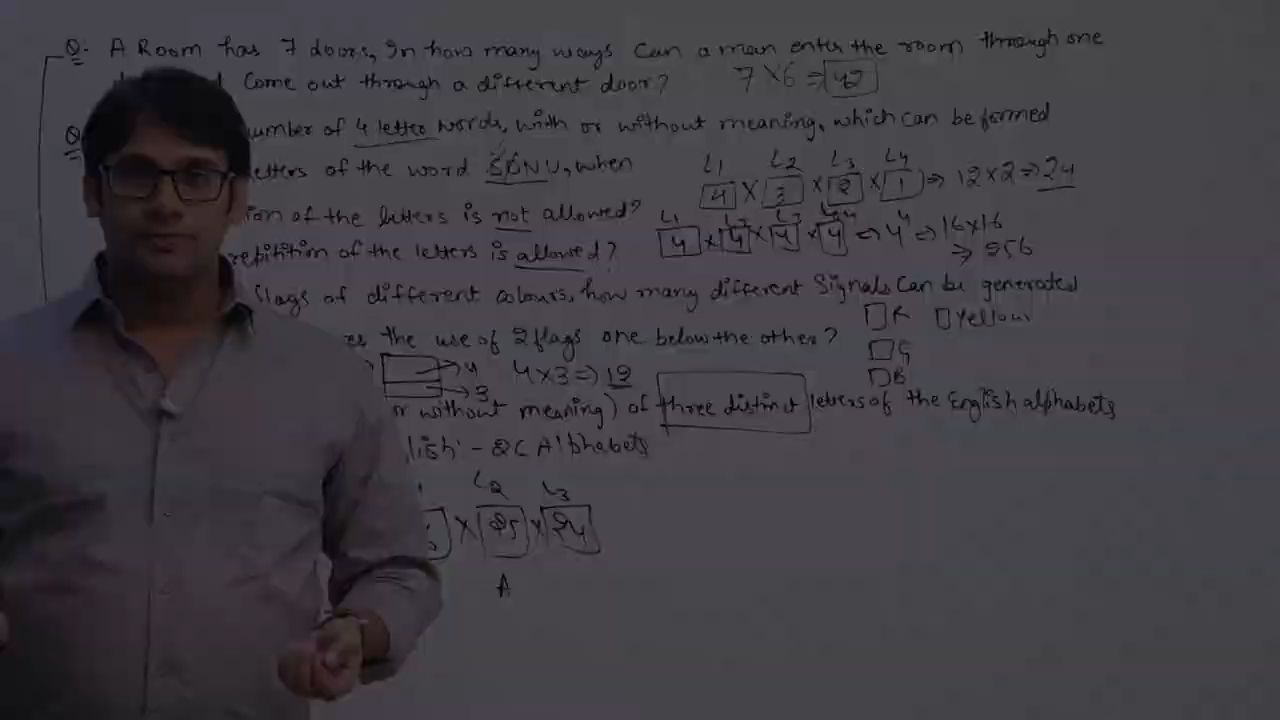 Q. A Room has 7 doors, In how many ways can a man enter the room through one
come out through a different door? 7 × 6 ⇒ 42
Q
umber of 4 letter words, with or without meaning, which can be formed
etters of the word SONU, when
L1 L2 L3 L4
4 × 3 × 2 × 1 ⇒ 12 × 2 ⇒ 24
ion of the letters is not allowed?
L1 L2 L3 L4
4 × 4 × 4 × 4 ⇒ 4⁴ ⇒ 16 × 16
⇒ 256
repitition of the letters is allowed?
flags of different colours, how many different Signals can be generated
es the use of 2 flags one below the other?
R Yellow
G
B
→ 4
→ 3
4 × 3 ⇒ 12
or without meaning) of three distinct letters of the English alphabets
lish - 26 Alphabets
L2 L3
6 × 25 × 24
A